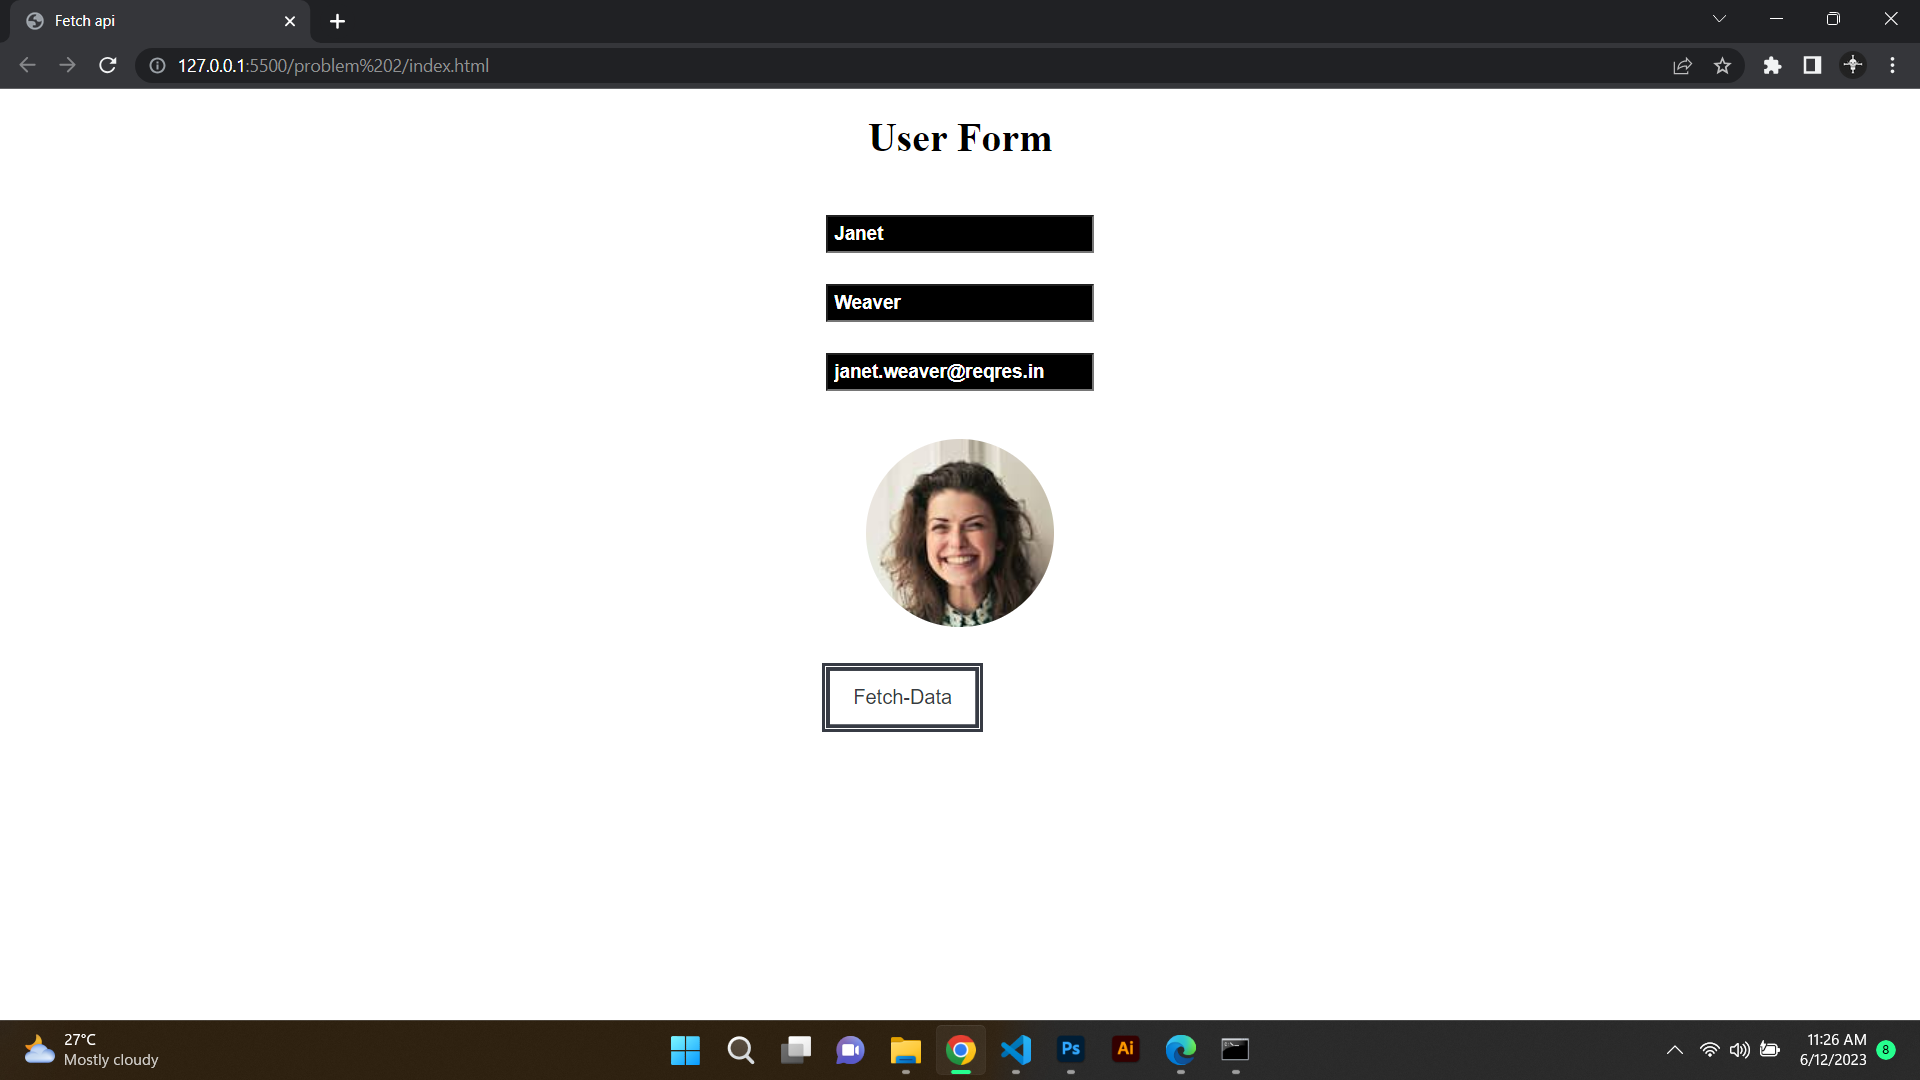 Fetch api
127.0.0.1:5500/problem%202/index.html
User Form
Janet
Weaver
janet.weaver@reqres.in
Fetch-Data
27°C
Mostly cloudy
Ps
Ai
11:26 AM
6/12/2023
8